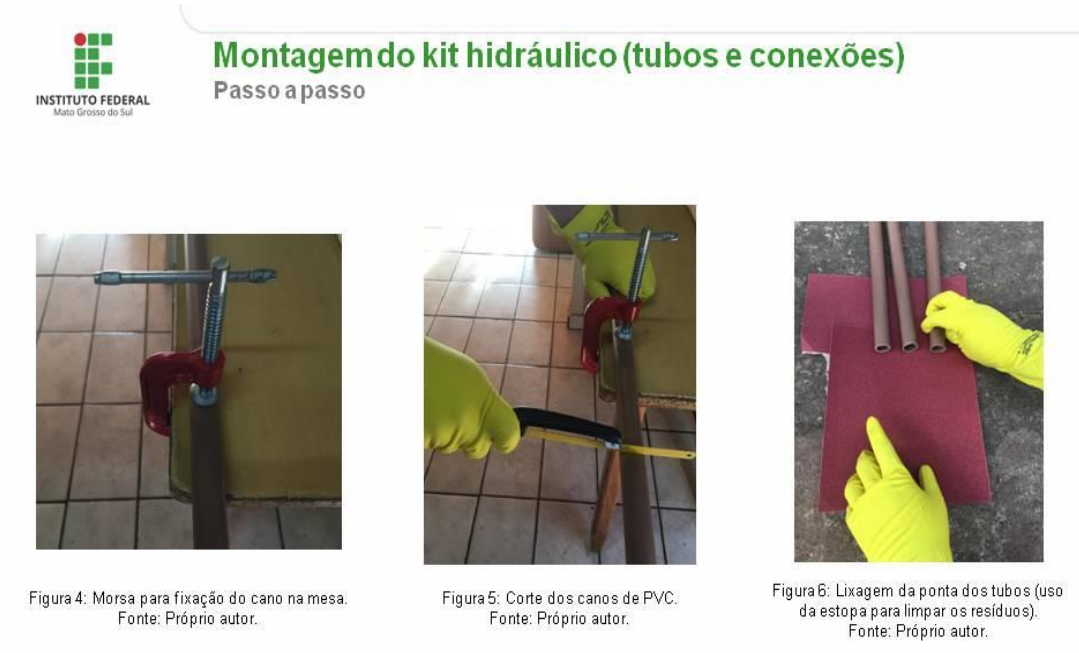 INSTITUTO FEDERAL
Mato Grosso do Sul
Montagem do kit hidráulico (tubos e conexões)
Passo a passo
Figura 4: Morsa para fixação do cano na mesa.
Fonte: Próprio autor.
Figura 5: Corte dos canos de PVC.
Fonte: Próprio autor.
Figura 6: Lixagem da ponta dos tubos (uso
da estopa para limpar os resíduos).
Fonte: Próprio autor.